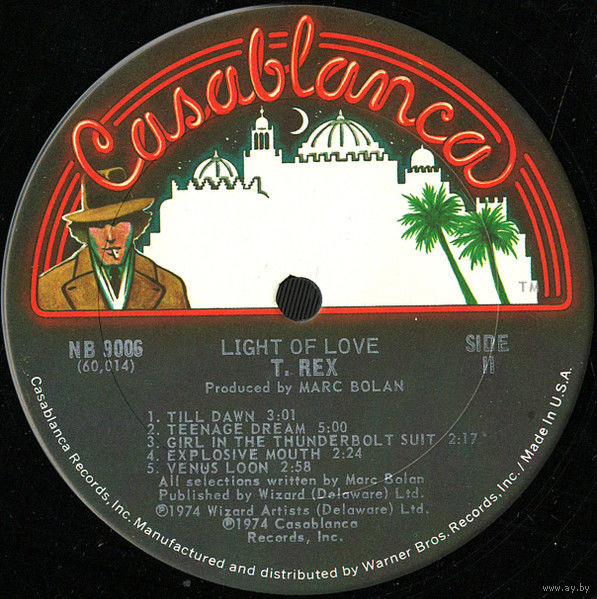 Casablanca
TM
NB 9006
(60,014)
LIGHT OF LOVE
T. REX
Produced by MARC BOLAN
SIDE
II
1. TILL DAWN 3:01
2. TEENAGE DREAM 5:00
3. GIRL IN THE THUNDERBOLT SUIT 2:17
4. EXPLOSIVE MOUTH 2:24
5. VENUS LOON 2:58
All selections written by Marc Bolan
Published by Wizard (Delaware) Ltd.
℗1974 Wizard Artists (Delaware) Ltd.
©℗1974 Casablanca
Records, Inc.
Casablanca Records, Inc. Manufactured and distributed by Warner Bros. Records, Inc. / Made in U.S.A.
www.ay.by